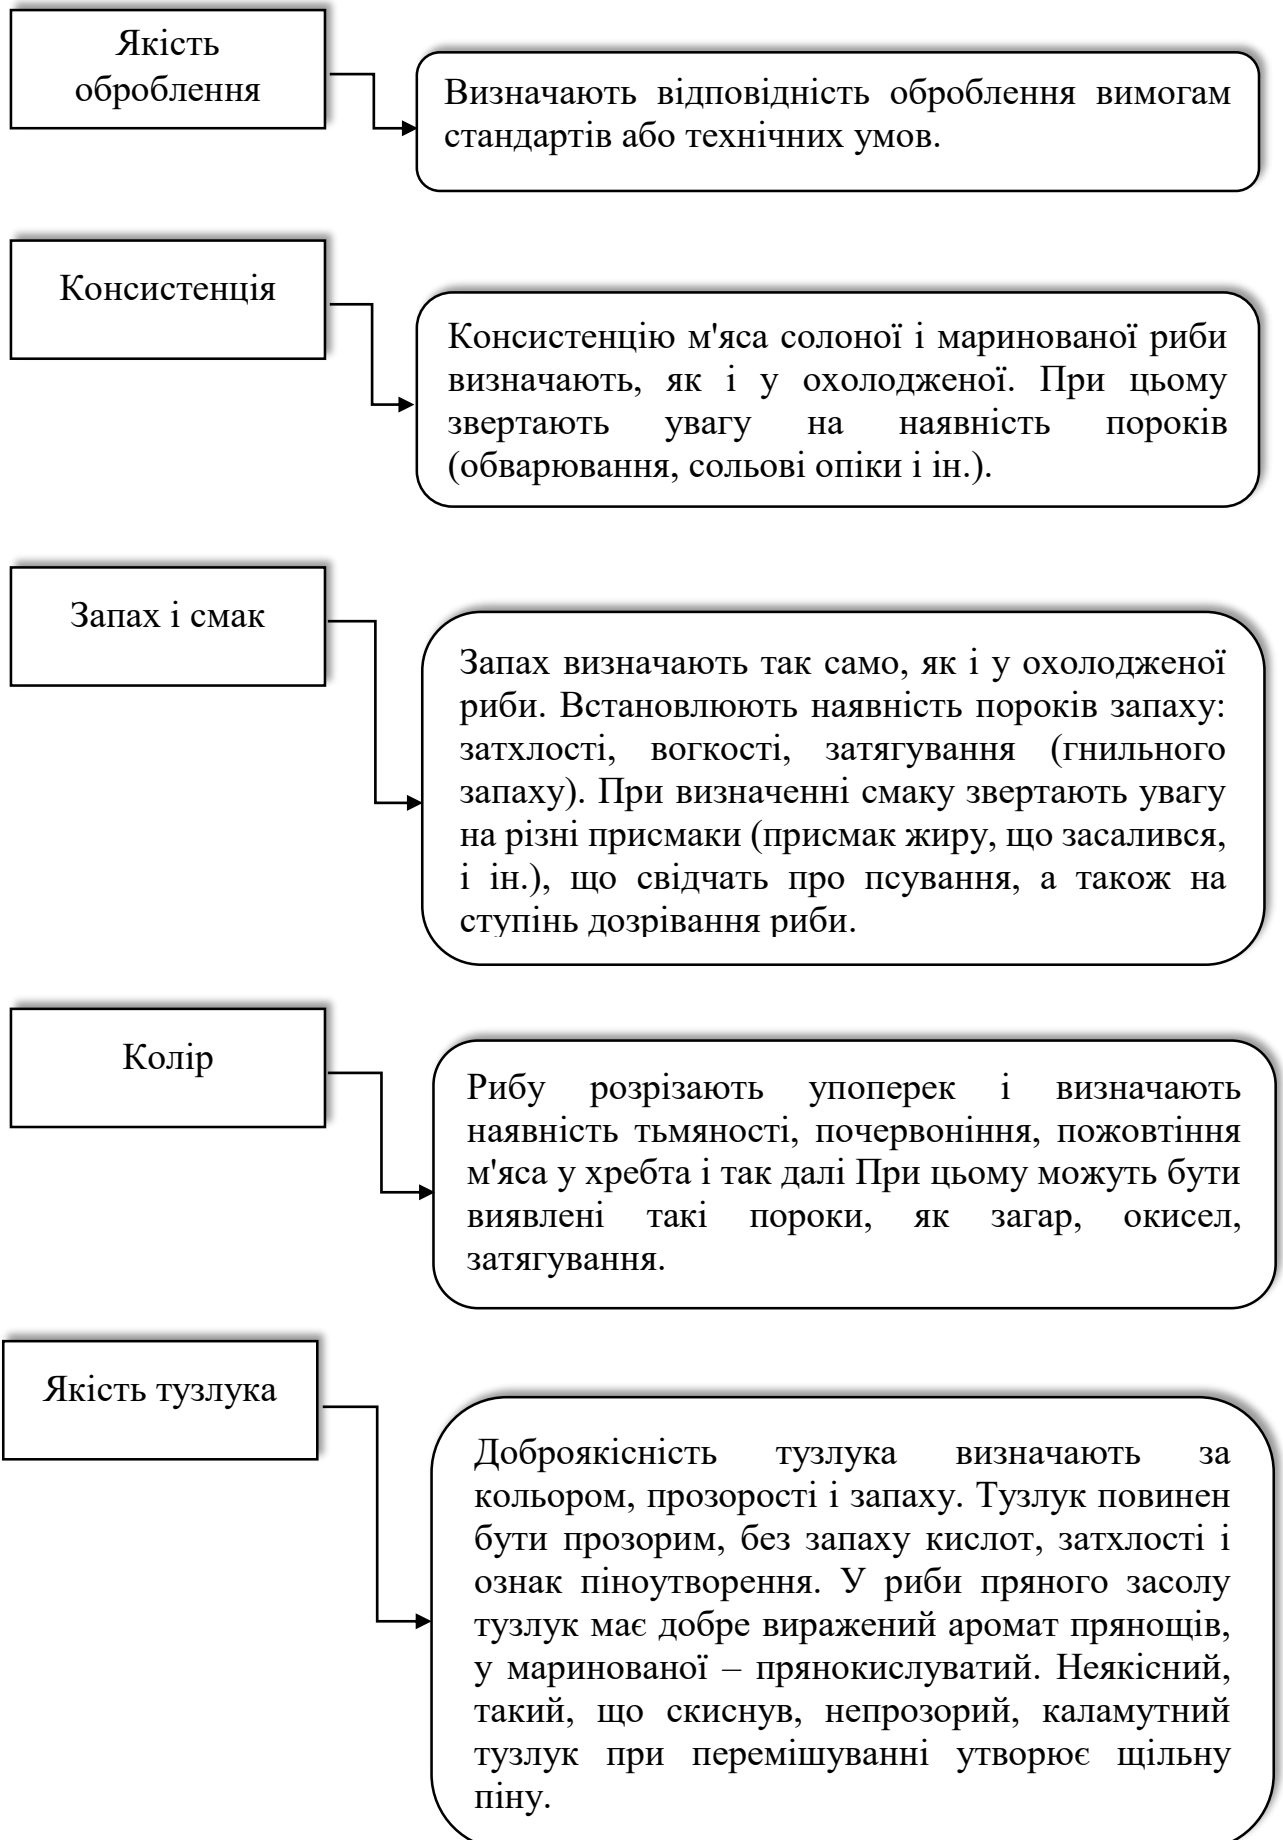 Якість
оброблення
Визначають відповідність оброблення вимогам
стандартів або технічних умов.
Консистенція
Консистенцію м'яса солоної і маринованої риби
визначають, як і у охолодженої. При цьому
звертають увагу на наявність пороків
(обварювання, сольові опіки і ін.).
Запах і смак
Запах визначають так само, як і у охолодженої
риби. Встановлюють наявність пороків запаху:
затхлості, вогкості, затягування (гнильного
запаху). При визначенні смаку звертають увагу
на різні присмаки (присмак жиру, що засалився,
і ін.), що свідчать про псування, а також на
ступінь дозрівання риби.
Колір
Рибу розрізають упоперек і визначають
наявність тьмяності, почервоніння, пожовтіння
м'яса у хребта і так далі При цьому можуть бути
виявлені такі пороки, як загар, окисел,
затягування.
Якість тузлука
Доброякісність тузлука визначають за
кольором, прозорості і запаху. Тузлук повинен
бути прозорим, без запаху кислот, затхлості і
ознак піноутворення. У риби пряного засолу
тузлук має добре виражений аромат прянощів,
у маринованої – прянокислуватий. Неякісний,
такий, що скиснув, непрозорий, каламутний
тузлук при перемішуванні утворює щільну
піну.